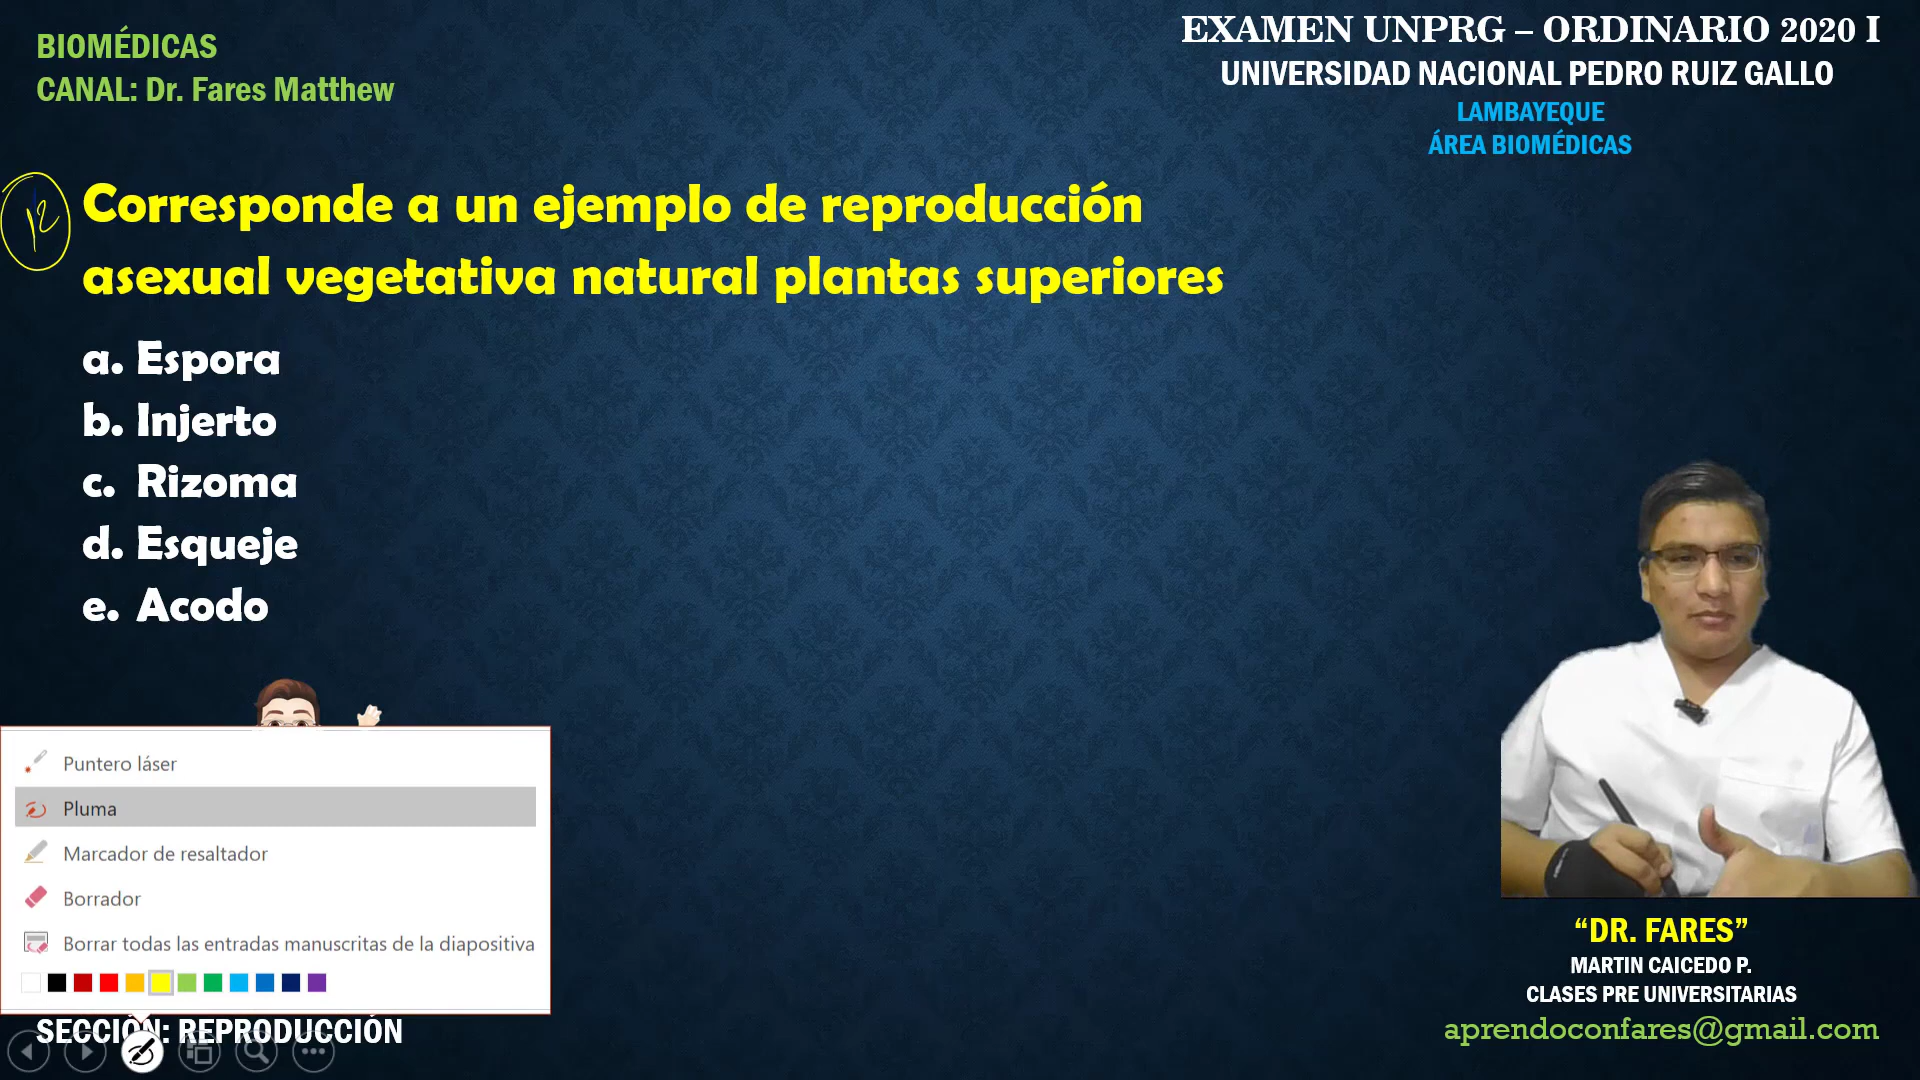 BIOMÉDICAS
CANAL: Dr. Fares Matthew
EXAMEN UNPRG – ORDINARIO 2020 I
UNIVERSIDAD NACIONAL PEDRO RUIZ GALLO
LAMBAYEQUE
ÁREA BIOMÉDICAS
12
Corresponde a un ejemplo de reproducción
asexual vegetativa natural plantas superiores
a. Espora
b. Injerto
c. Rizoma
d. Esqueje
e. Acodo
Puntero láser
Pluma
Marcador de resaltador
Borrador
Borrar todas las entradas manuscritas de la diapositiva
SECCIÓN: REPRODUCCIÓN
“DR. FARES”
MARTIN CAICEDO P.
CLASES PRE UNIVERSITARIAS
aprendoconfares@gmail.com